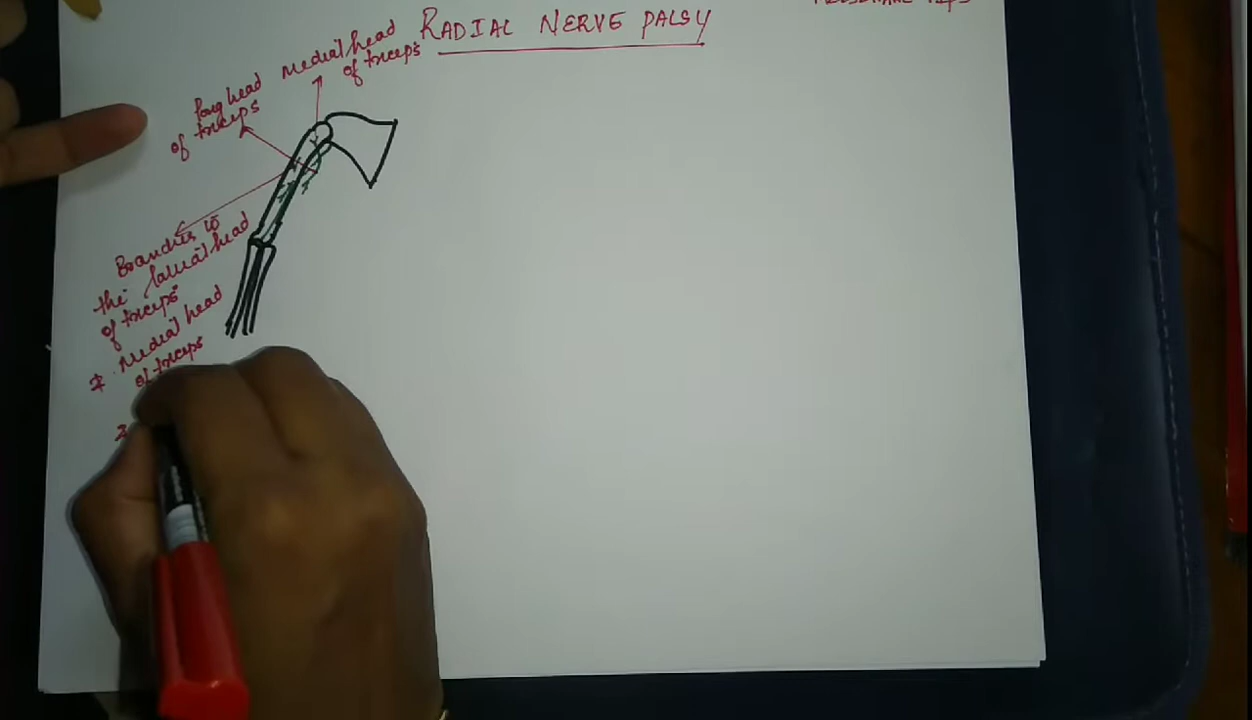 RADIAL NERVE PALSY
medial head
of triceps
long head
of triceps
Branches to
the lateral head
of triceps
* Medial head
of triceps
2